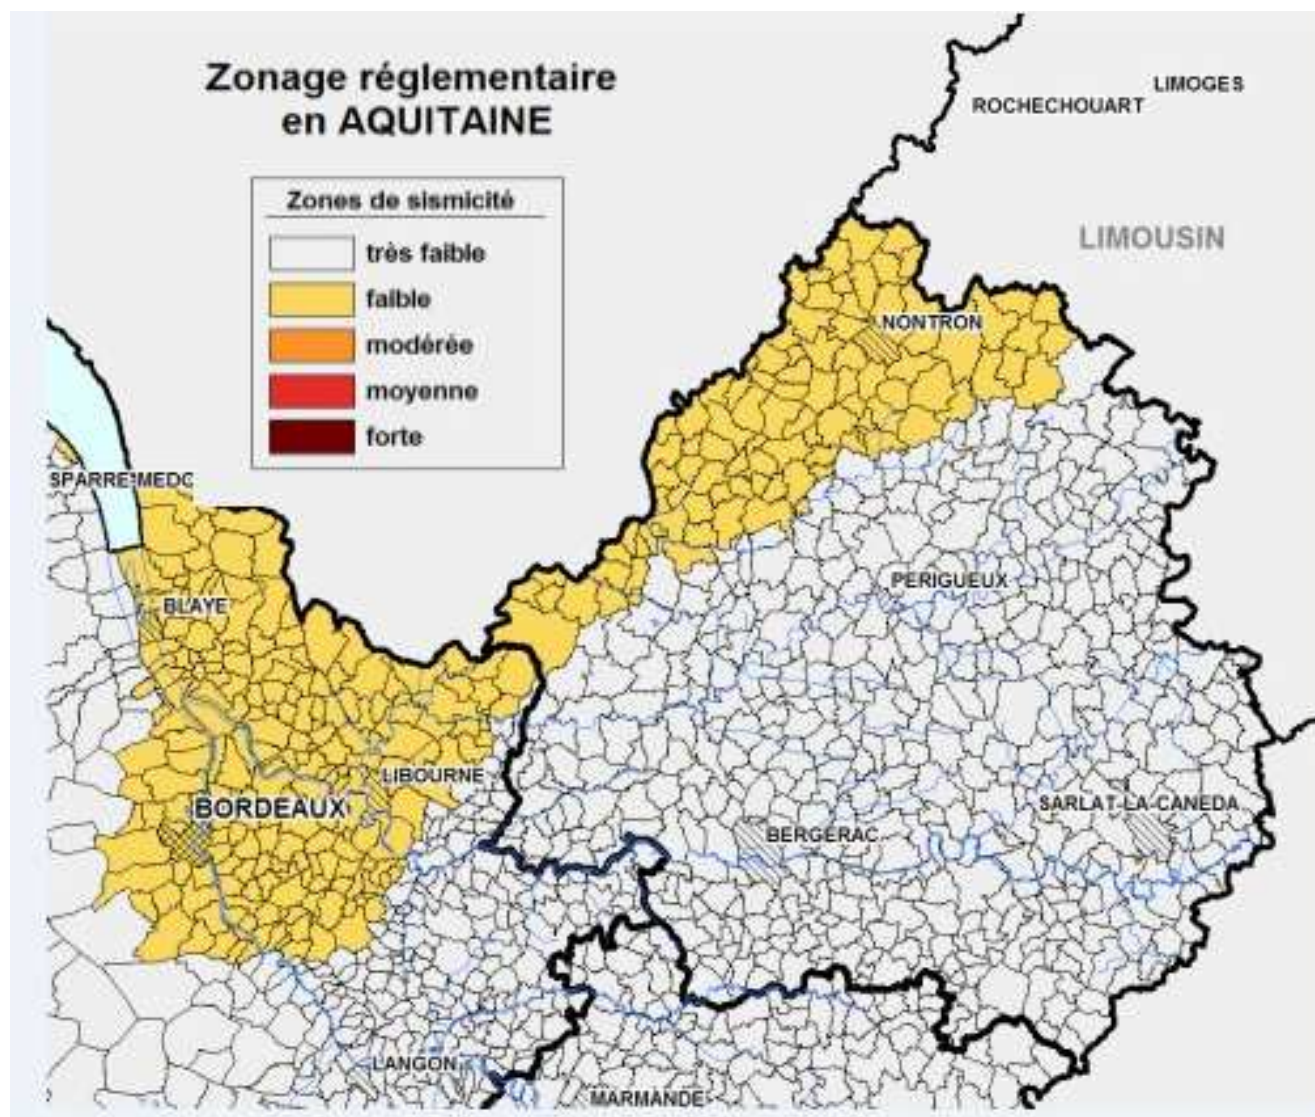 Zonage réglementaire
en AQUITAINE
LIMOGES
ROCHECHOUART
Zones de sismicité
très faible
LIMOUSIN
faible
NONTRON
modérée
moyenne
forte
SPARRE-MEDC
PERIGUEUX
BLAYE
LIBOURNE
BORDEAUX
SARLAT-LA-CANEDA
BERGERAC
LANGON
MARMANDE